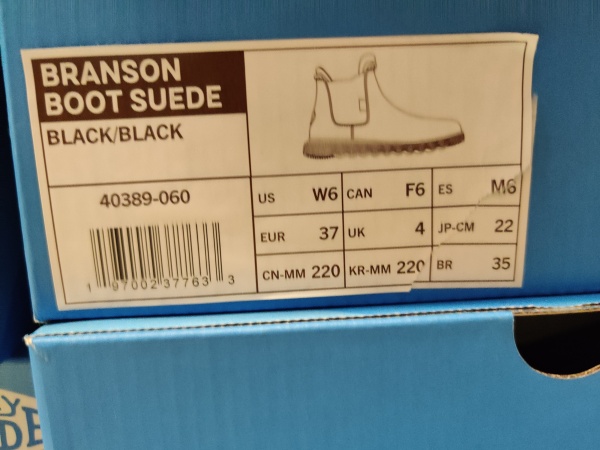 BRANSON
BOOT SUEDE
BLACK/BLACK
40389-060
1 97002 37763 3
US W6 CAN F6 ES M6
EUR 37 UK 4 JP-CM 22
CN-MM 220 KR-MM 220 BR 35